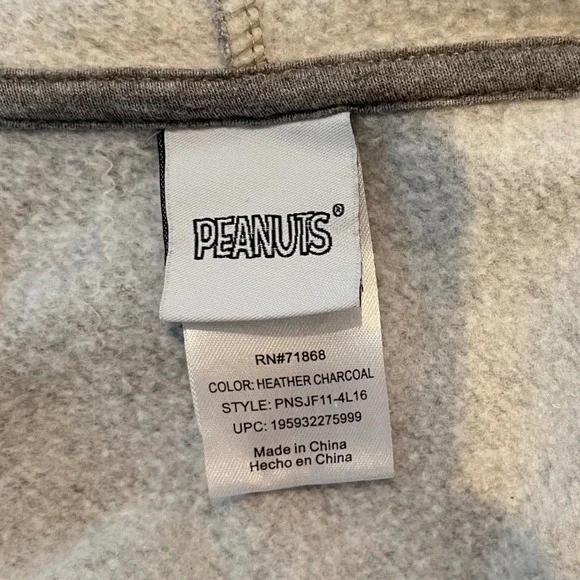 PEANUTS®
RN#71868
COLOR: HEATHER CHARCOAL
STYLE: PNSJF11-4L16
UPC: 195932275999
Made in China
Hecho en China